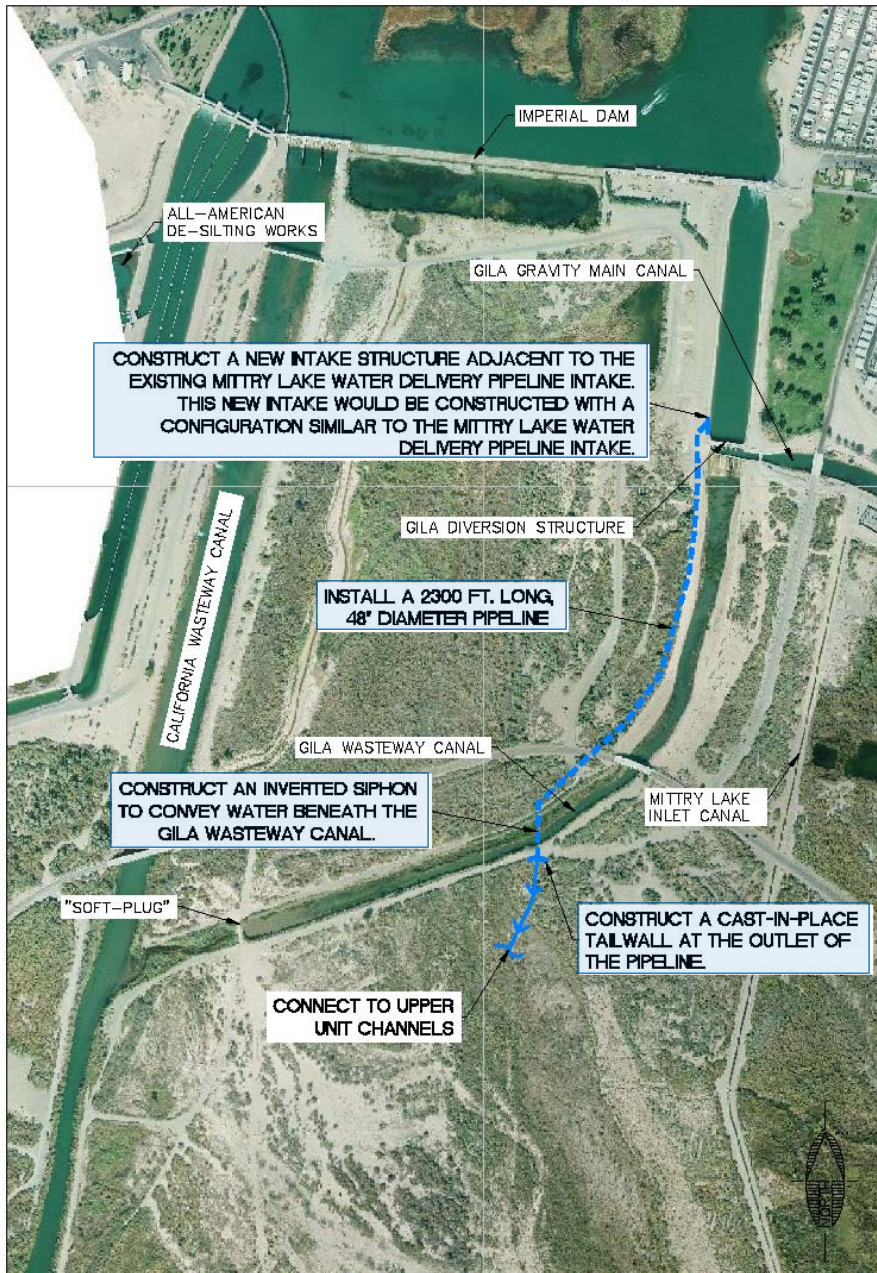 IMPERIAL DAM
ALL-AMERICAN
DE-SILTING WORKS
GILA GRAVITY MAIN CANAL
CONSTRUCT A NEW INTAKE STRUCTURE ADJACENT TO THE
EXISTING MITTRY LAKE WATER DELIVERY PIPELINE INTAKE.
THIS NEW INTAKE WOULD BE CONSTRUCTED WITH A
CONFIGURATION SIMILAR TO THE MITTRY LAKE WATER
DELIVERY PIPELINE INTAKE.
GILA DIVERSION STRUCTURE
CALIFORNIA WASTEWAY CANAL
INSTALL A 2300 FT. LONG,
48" DIAMETER PIPELINE
GILA WASTEWAY CANAL
CONSTRUCT AN INVERTED SIPHON
TO CONVEY WATER BENEATH THE
GILA WASTEWAY CANAL.
MITTRY LAKE
INLET CANAL
"SOFT-PLUG"
CONSTRUCT A CAST-IN-PLACE
TAILWALL AT THE OUTLET OF
THE PIPELINE.
CONNECT TO UPPER
UNIT CHANNELS
NORTH